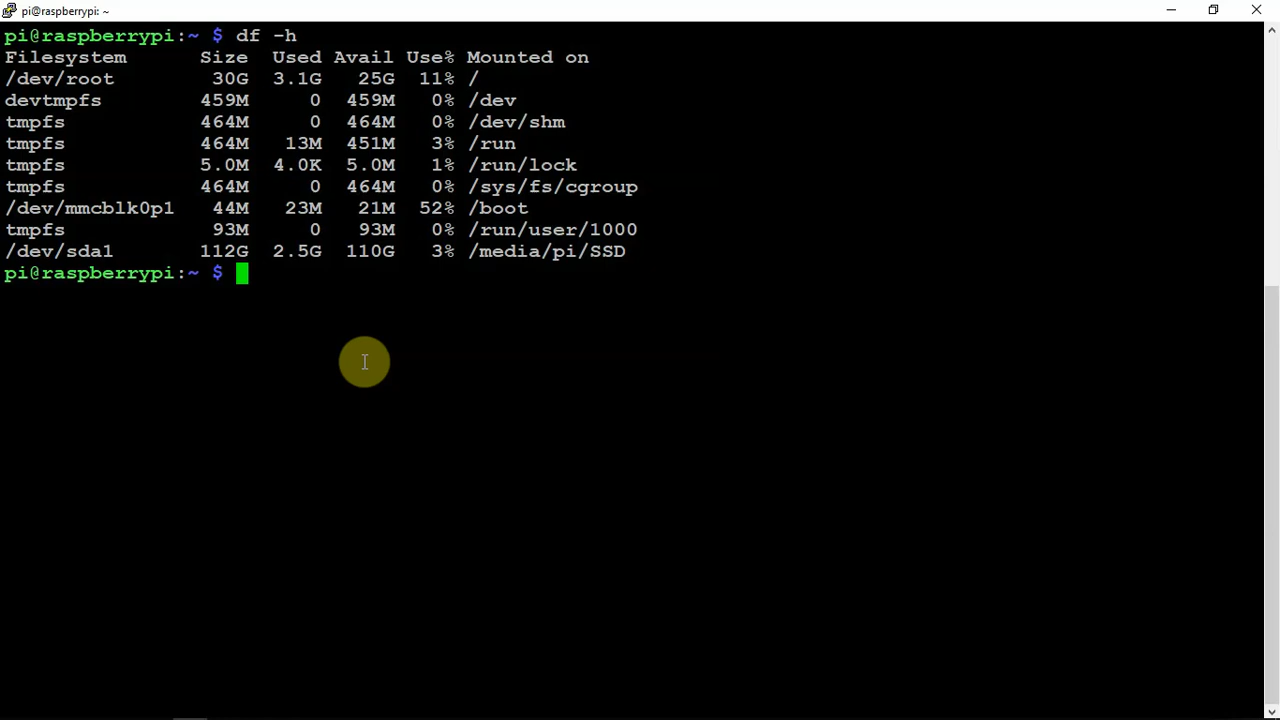 pi@raspberrypi: ~
pi@raspberrypi:~ $ df -h
Filesystem      Size  Used Avail Use% Mounted on
/dev/root        30G  3.1G   25G  11% /
devtmpfs        459M     0  459M   0% /dev
tmpfs           464M     0  464M   0% /dev/shm
tmpfs           464M   13M  451M   3% /run
tmpfs           5.0M  4.0K  5.0M   1% /run/lock
tmpfs           464M     0  464M   0% /sys/fs/cgroup
/dev/mmcblk0p1   44M   23M   21M  52% /boot
tmpfs            93M     0   93M   0% /run/user/1000
/dev/sda1       112G  2.5G  110G   3% /media/pi/SSD
pi@raspberrypi:~ $